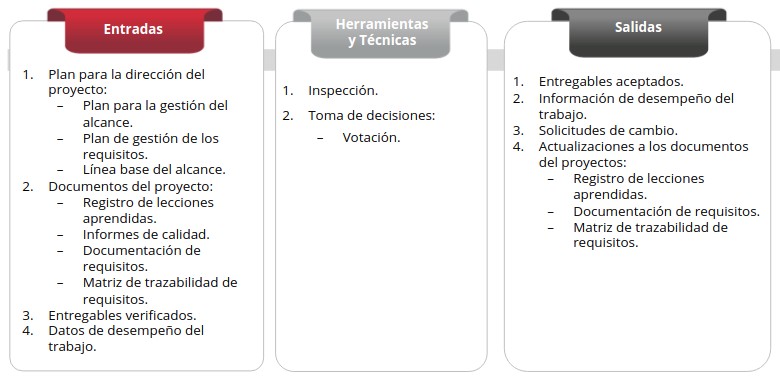 Entradas
1. Plan para la dirección del
proyecto:
– Plan para la gestión del
alcance.
– Plan de gestión de los
requisitos.
– Línea base del alcance.
2. Documentos del proyecto:
– Registro de lecciones
aprendidas.
– Informes de calidad.
– Documentación de
requisitos.
– Matriz de trazabilidad de
requisitos.
3. Entregables verificados.
4. Datos de desempeño del
trabajo.
Herramientas
y Técnicas
1. Inspección.
2. Toma de decisiones:
– Votación.
Salidas
1. Entregables aceptados.
2. Información de desempeño del
trabajo.
3. Solicitudes de cambio.
4. Actualizaciones a los documentos
del proyectos:
– Registro de lecciones
aprendidas.
– Documentación de requisitos.
– Matriz de trazabilidad de
requisitos.